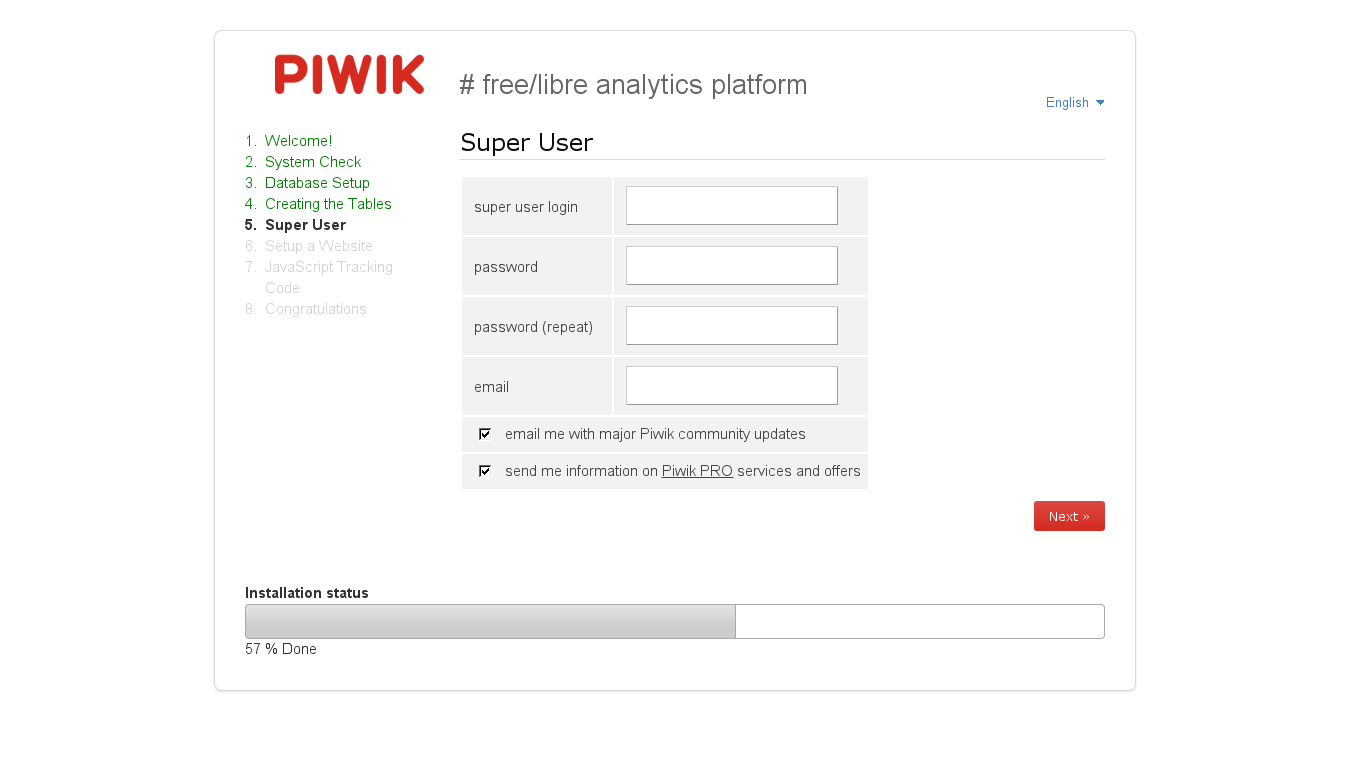 PIWIK
# free/libre analytics platform
English
1. Welcome!
2. System Check
3. Database Setup
4. Creating the Tables
5. Super User
6. Setup a Website
7. JavaScript Tracking
Code
8. Congratulations
Super User
super user login
password
password (repeat)
email
email me with major Piwik community updates
send me information on Piwik PRO services and offers
Next »
Installation status
57 % Done